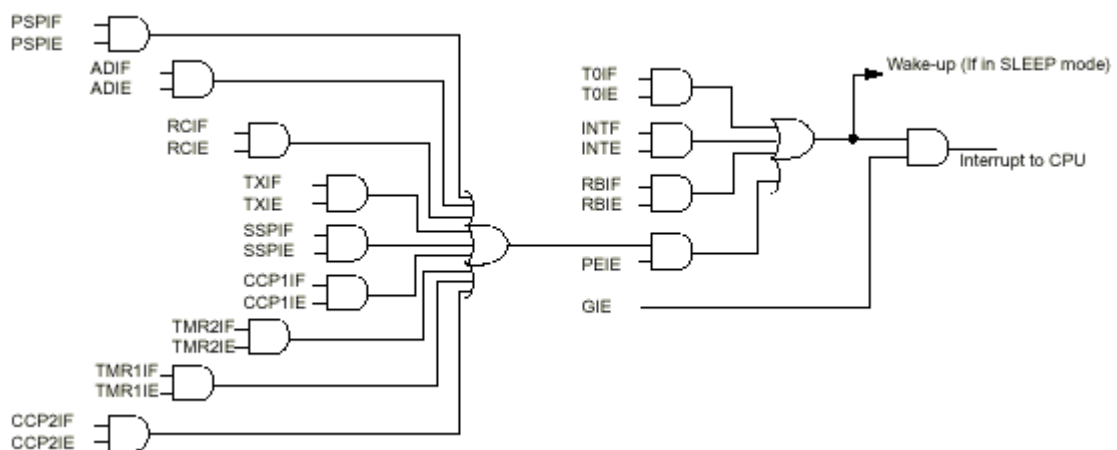 PSPIF
PSPIE
ADIF
ADIE
RCIF
RCIE
TXIF
TXIE
SSPIF
SSPIE
CCP1IF
CCP1IE
TMR2IF
TMR2IE
TMR1IF
TMR1IE
CCP2IF
CCP2IE
T0IF
T0IE
INTF
INTE
RBIF
RBIE
PEIE
GIE
Wake-up (If in SLEEP mode)
Interrupt to CPU